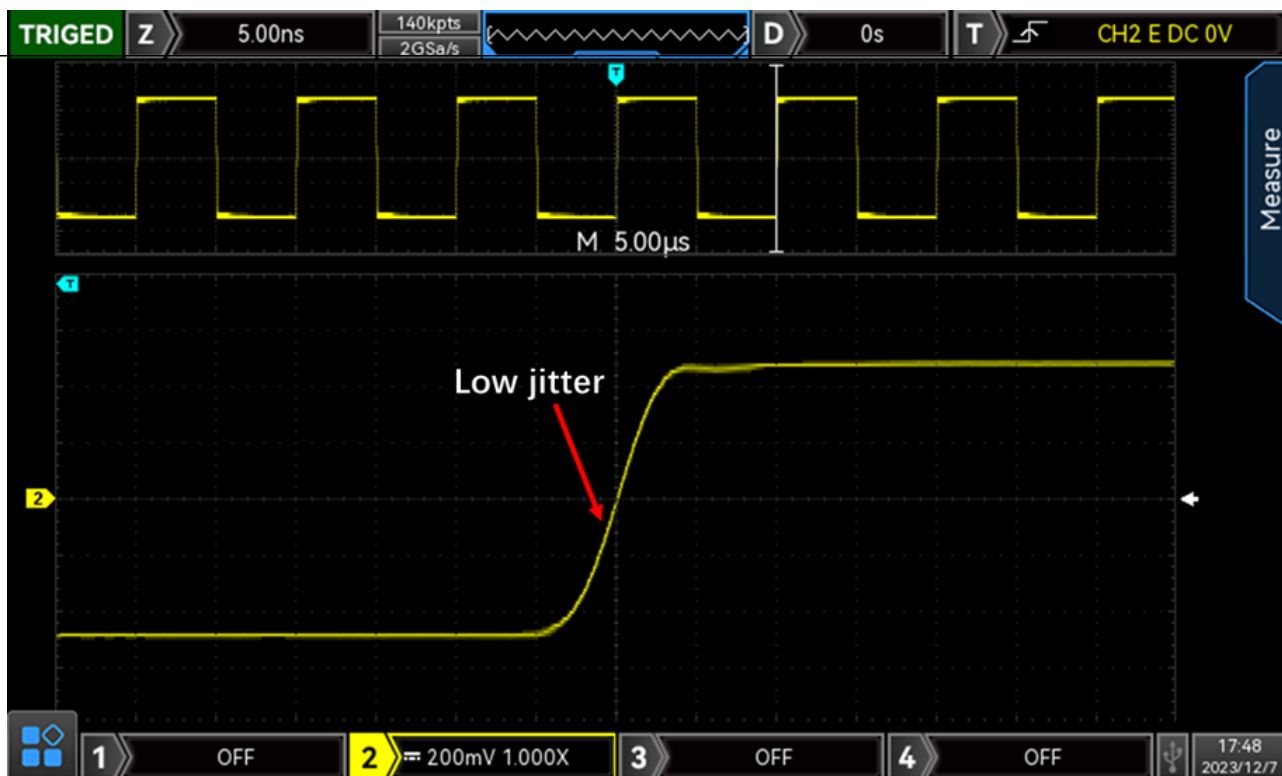 TRIGED Z 5.00ns 140kpts D 0s T CH2 E DC 0V
2GSa/s
T
Measure
M 5.00μs
T
Low jitter
2
1 OFF 2 200mV 1.000X 3 OFF 4 OFF 17:48
2023/12/7